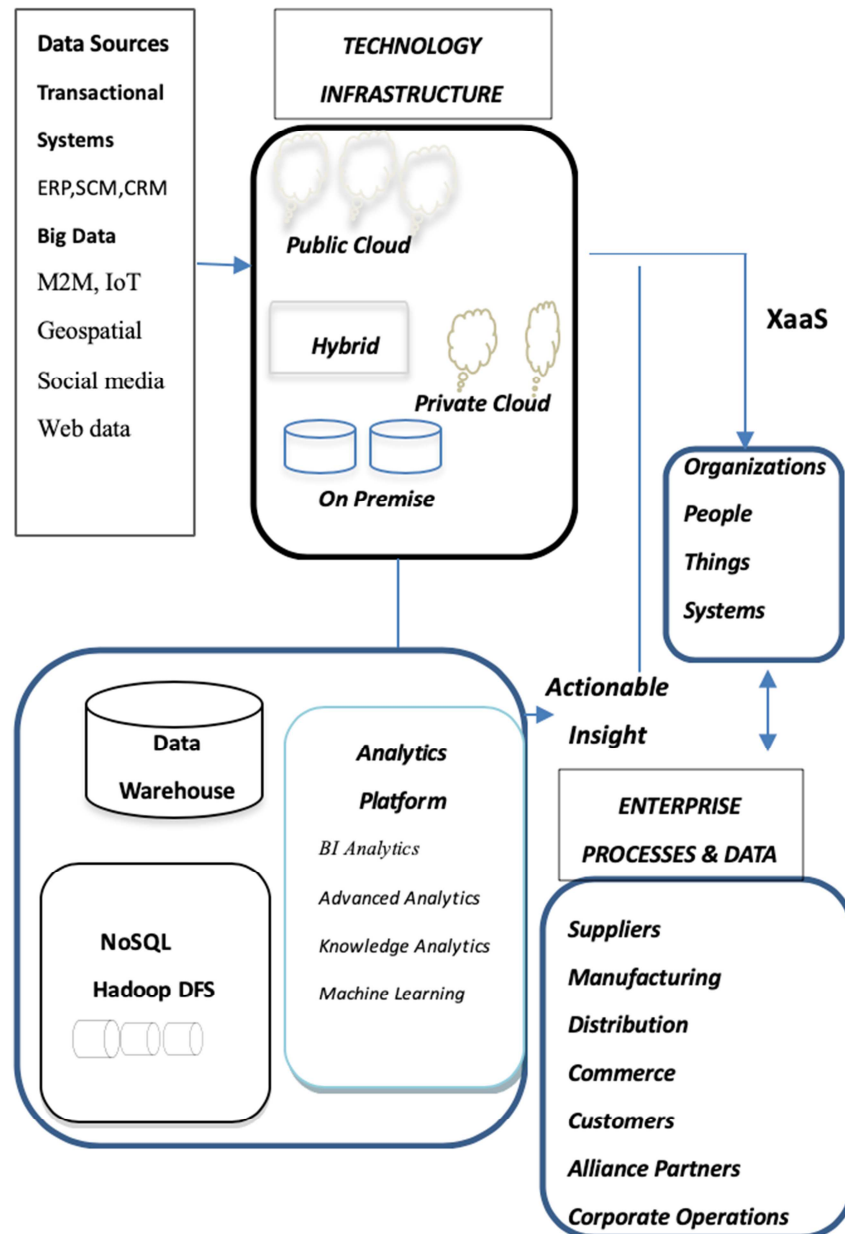 Data Sources
Transactional
Systems
ERP,SCM,CRM
Big Data
M2M, IoT
Geospatial
Social media
Web data
TECHNOLOGY
INFRASTRUCTURE
Public Cloud
Hybrid
Private Cloud
On Premise
XaaS
Organizations
People
Things
Systems
Data
Warehouse
NoSQL
Hadoop DFS
Analytics
Platform
BI Analytics
Advanced Analytics
Knowledge Analytics
Machine Learning
Actionable
Insight
ENTERPRISE
PROCESSES & DATA
Suppliers
Manufacturing
Distribution
Commerce
Customers
Alliance Partners
Corporate Operations